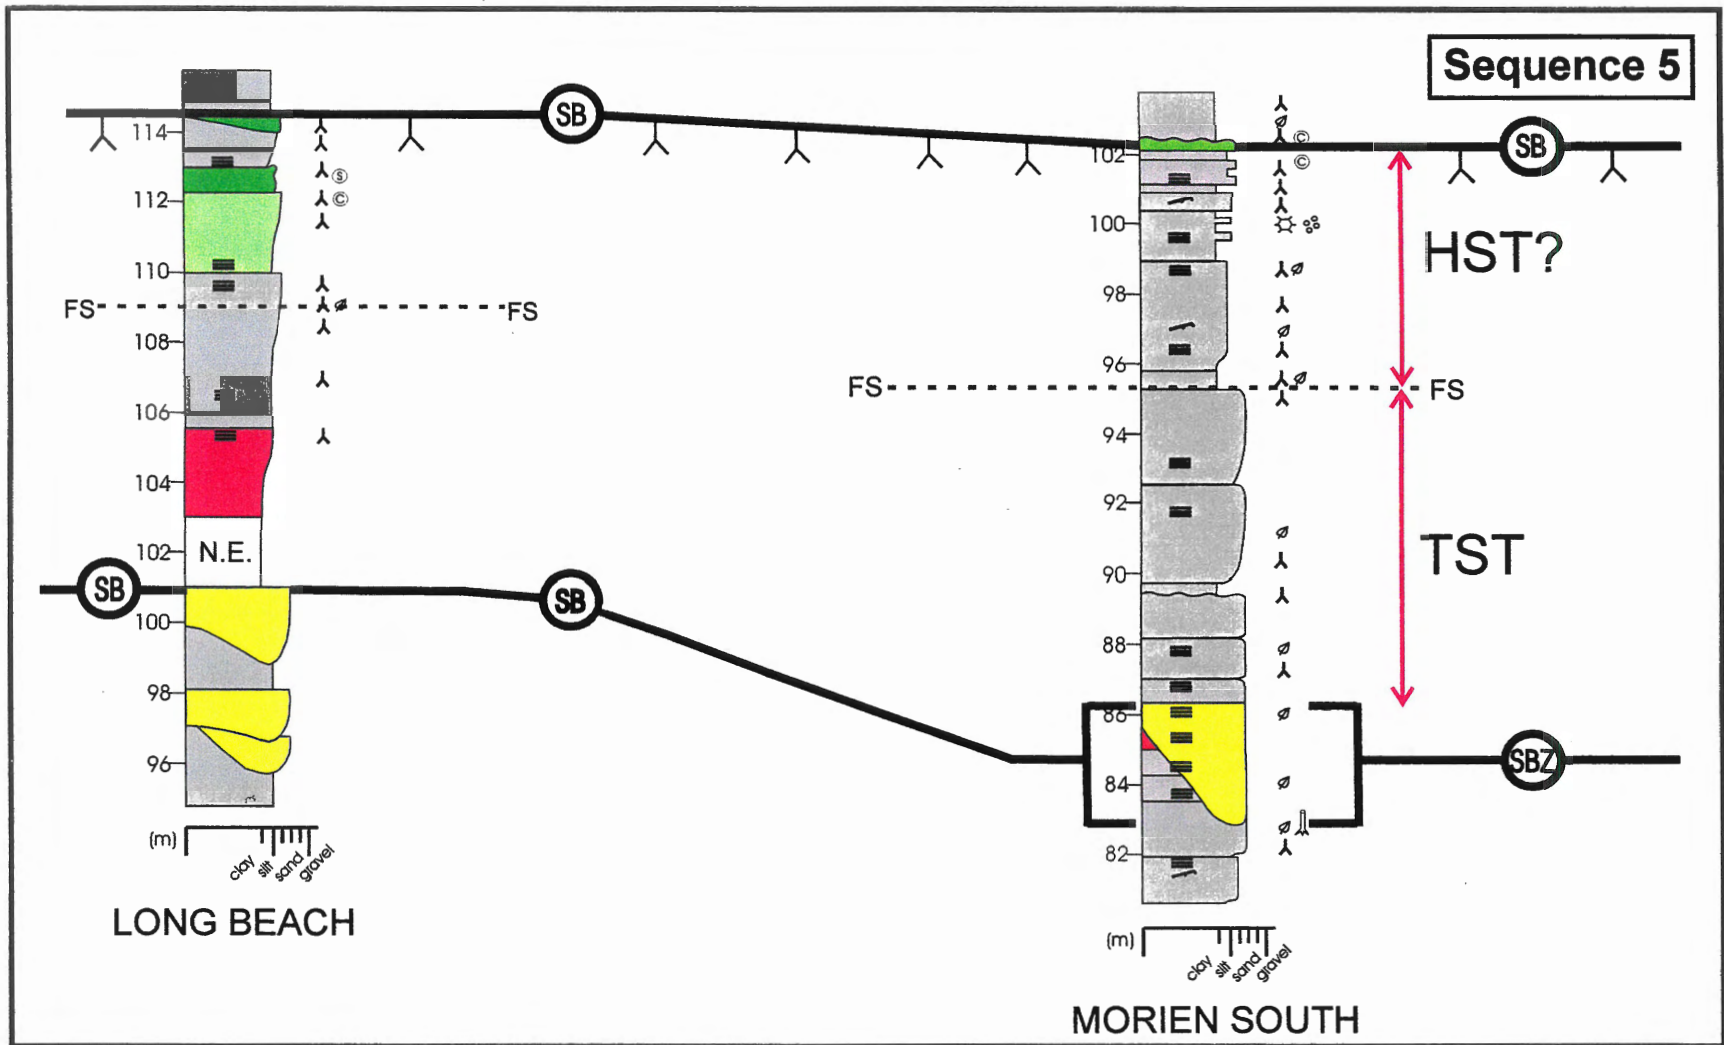 Sequence 5
SB
SB
114
112
110
108
106
104
102
100
98
96
N.E.
FS
FS
S
C
SB
SB
(m)
clay
silt
sand
gravel
LONG BEACH
102
100
98
96
94
92
90
88
86
84
82
C
C
FS
FS
HST?
TST
SBZ
(m)
clay
silt
sand
gravel
MORIEN SOUTH